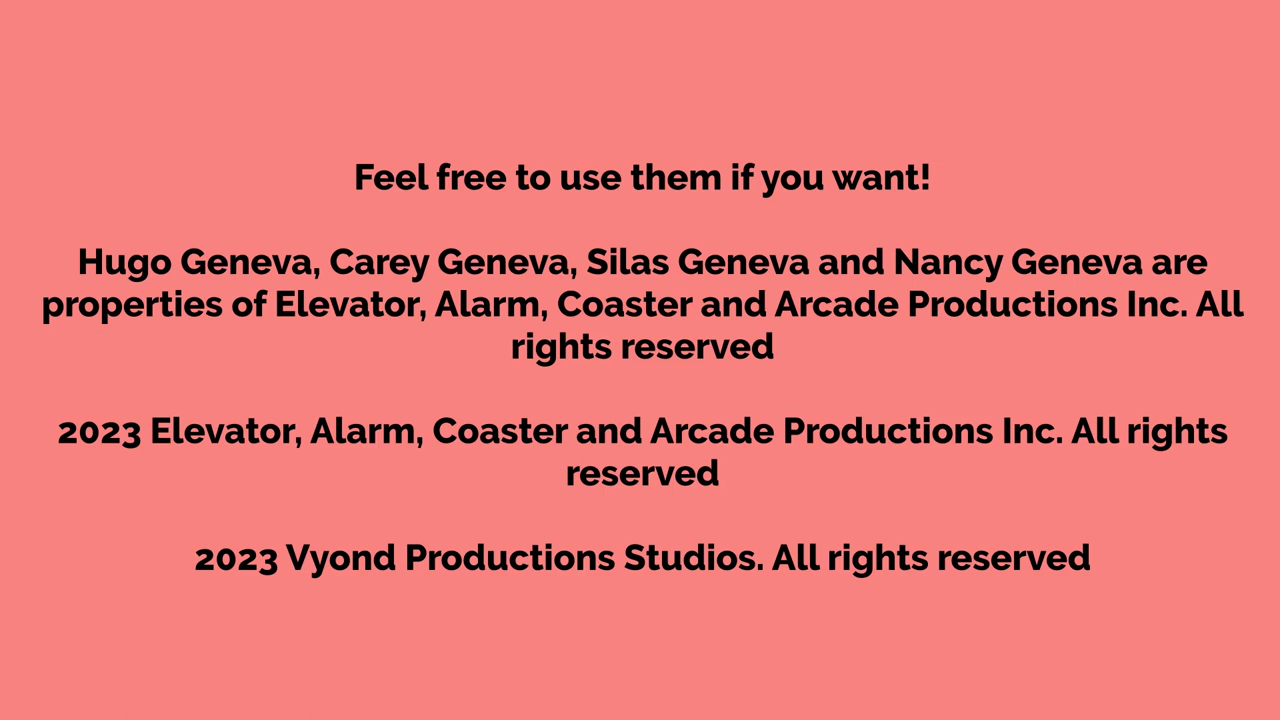 Feel free to use them if you want!
Hugo Geneva, Carey Geneva, Silas Geneva and Nancy Geneva are
properties of Elevator, Alarm, Coaster and Arcade Productions Inc. All
rights reserved
2023 Elevator, Alarm, Coaster and Arcade Productions Inc. All rights
reserved
2023 Vyond Productions Studios. All rights reserved